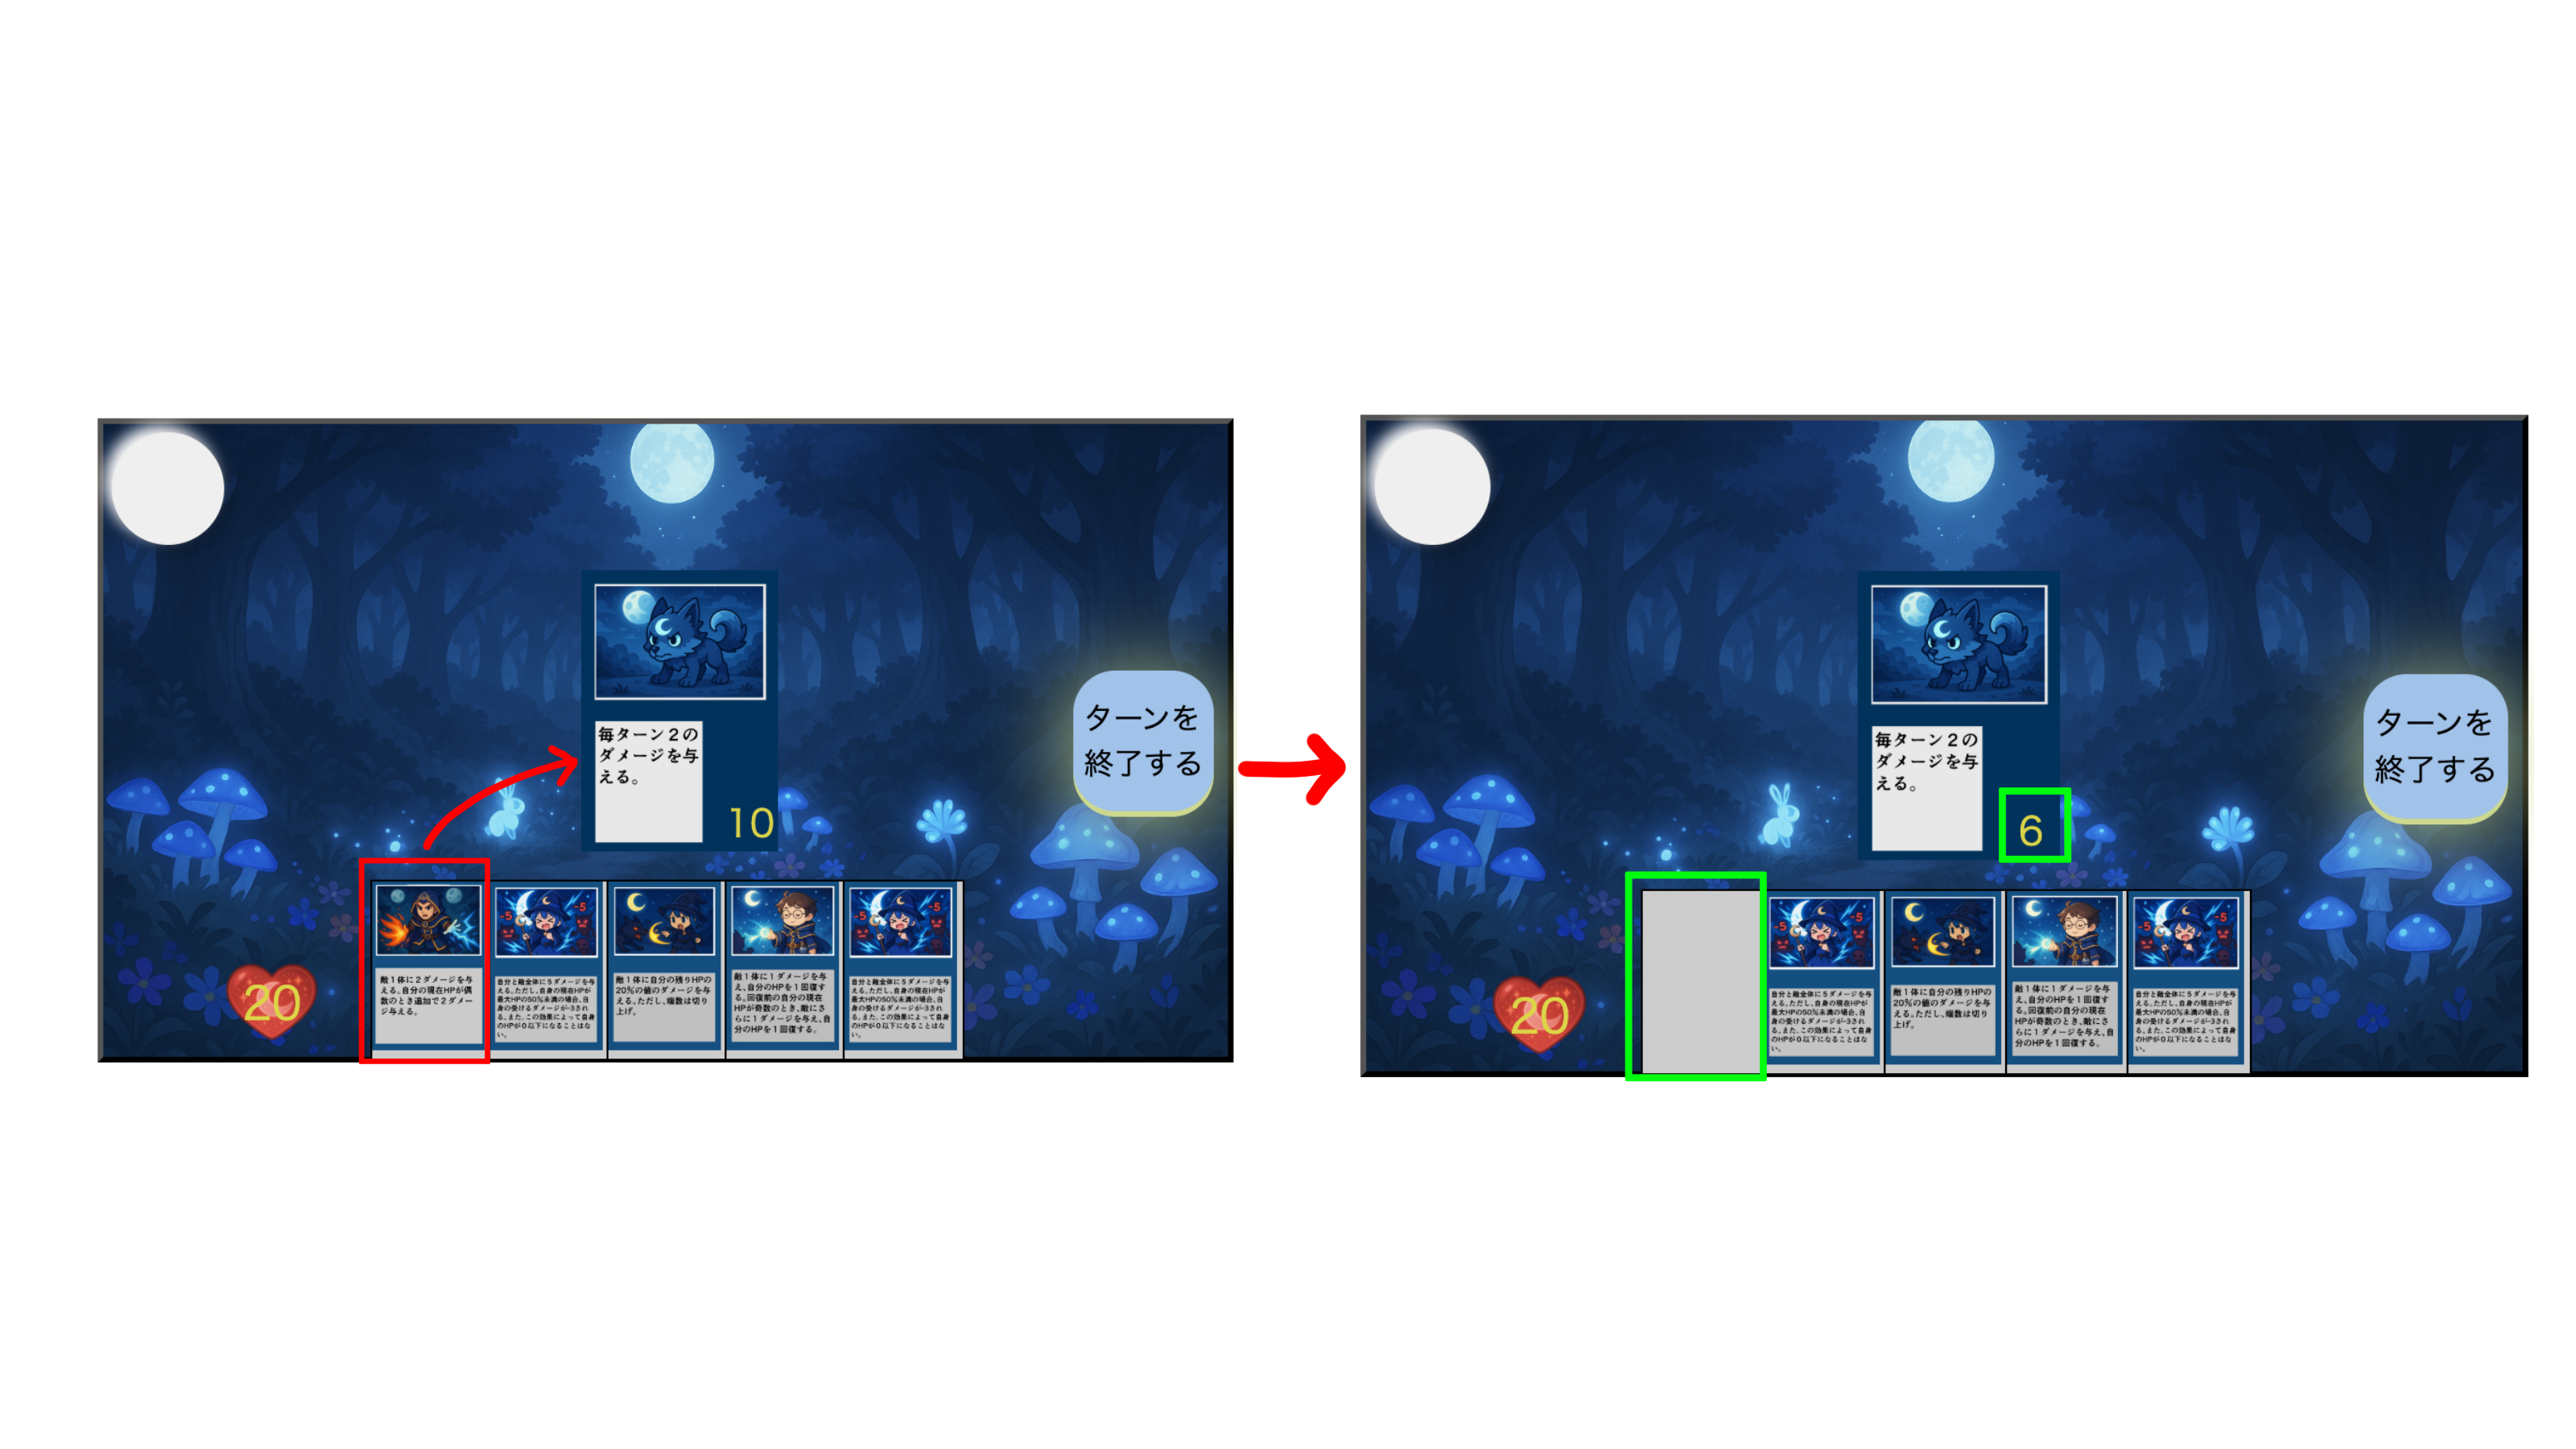 毎ターン２の
ダメージを与
える。
10
ターンを
終了する
20
敵１体に２ダメージを与
える。自分の現在HPが偶
数のとき追加で２ダメー
ジ与える。
-5
-5
自分と敵全体に５ダメージを与
える。ただし、自身の現在HPが
最大HPの50％未満の場合、自
身の受けるダメージが-3され
る。また、この効果によって自身
のHPが０以下になることはな
い。
敵１体に自分の残りHPの
20％の値のダメージを与
える。ただし、端数は切り
上げ。
敵１体に１ダメージを与
え、自分のHPを１回復す
る。回復前の自分の現在
HPが奇数のとき、敵にさ
らに１ダメージを与え、自
分のHPを１回復する。
-5
-5
自分と敵全体に５ダメージを与
える。ただし、自身の現在HPが
最大HPの50％未満の場合、自
身の受けるダメージが-3され
る。また、この効果によって自身
のHPが０以下になることはな
い。
毎ターン２の
ダメージを与
える。
6
ターンを
終了する
20
-5
-5
自分と敵全体に５ダメージを与
える。ただし、自身の現在HPが
最大HPの50％未満の場合、自
身の受けるダメージが-3され
る。また、この効果によって自身
のHPが０以下になることはな
い。
敵１体に自分の残りHPの
20％の値のダメージを与
える。ただし、端数は切り
上げ。
敵１体に１ダメージを与
え、自分のHPを１回復す
る。回復前の自分の現在
HPが奇数のとき、敵にさ
らに１ダメージを与え、自
分のHPを１回復する。
-5
-5
自分と敵全体に５ダメージを与
える。ただし、自身の現在HPが
最大HPの50％未満の場合、自
身の受けるダメージが-3され
る。また、この効果によって自身
のHPが０以下になることはな
い。